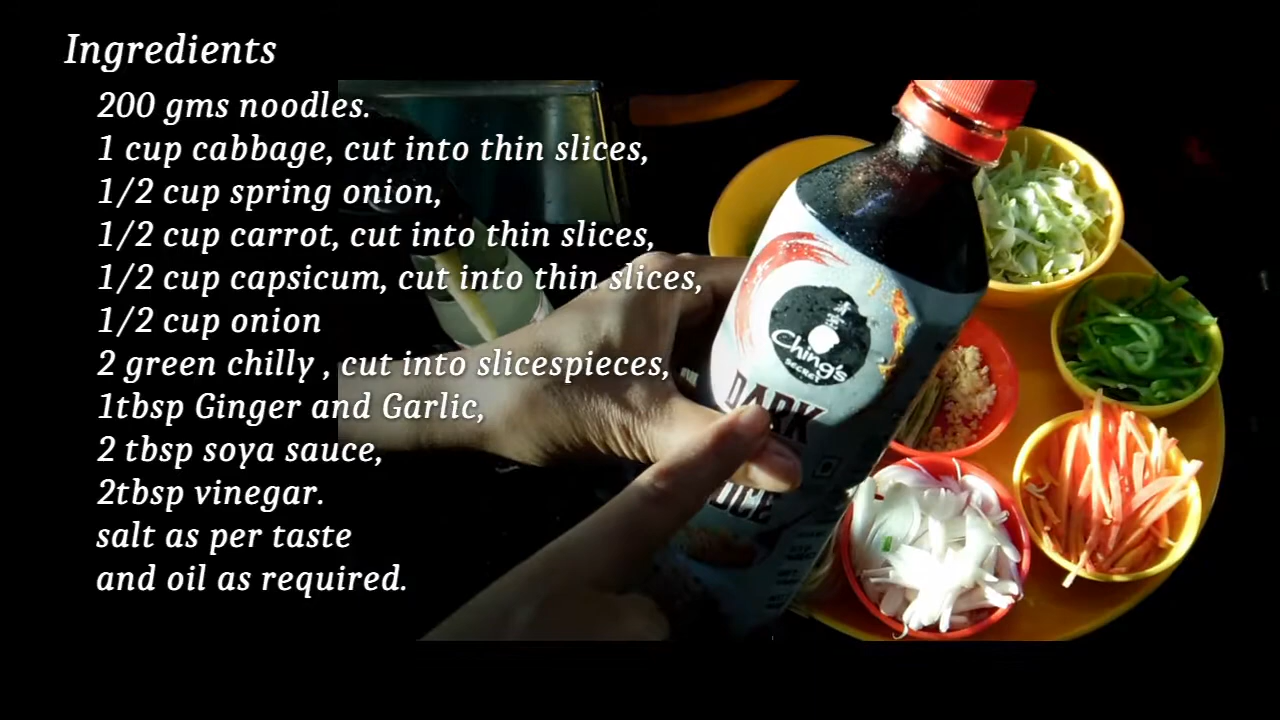 Ingredients
200 gms noodles.
1 cup cabbage, cut into thin slices,
1/2 cup spring onion,
1/2 cup carrot, cut into thin slices,
1/2 cup capsicum, cut into thin slices,
1/2 cup onion
2 green chilly , cut into slicespieces,
1tbsp Ginger and Garlic,
2 tbsp soya sauce,
2tbsp vinegar.
salt as per taste
and oil as required.
Ching's
SECRET
DARK